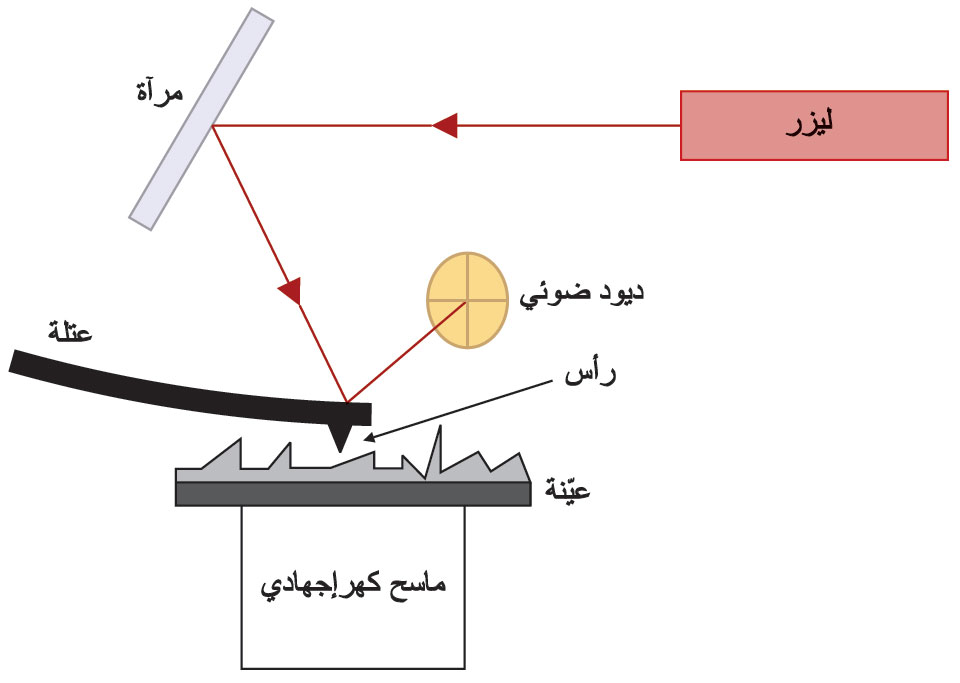 مرآة
ليزر
ديود ضوئي
عتلة
رأس
عيّنة
ماسح كهرإجهادي